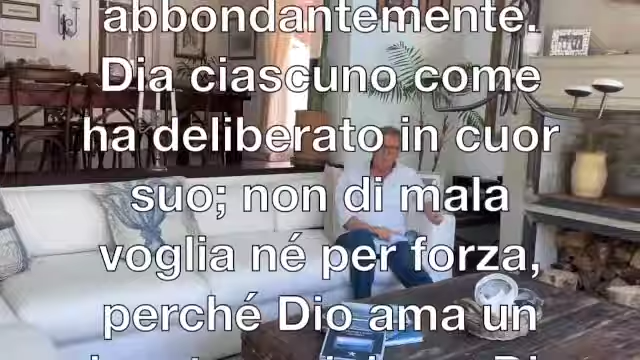 abbondantemente.
Dia ciascuno come
ha deliberato in cuor
suo; non di mala
voglia né per forza,
perché Dio ama un